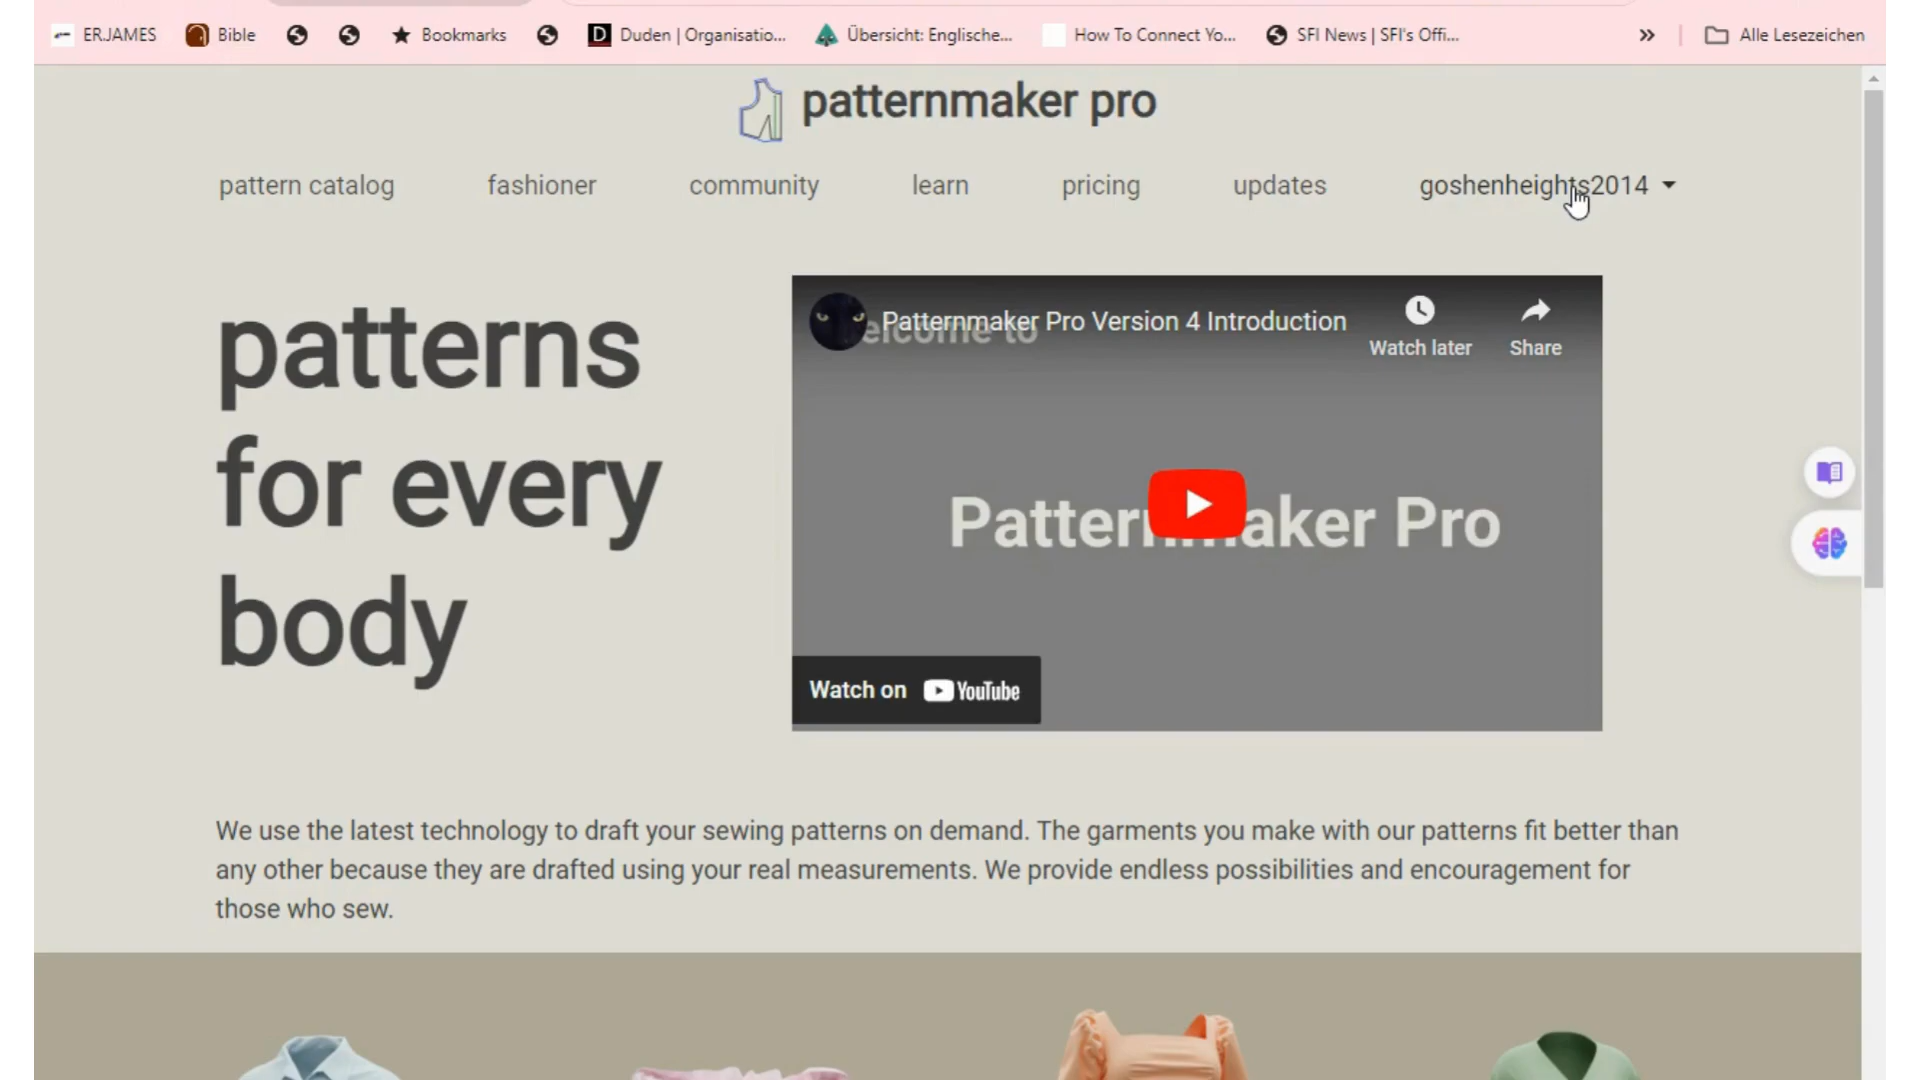 ERJAMES Bible Bookmarks Duden | Organisatio... Übersicht: Englische... How To Connect Yo... SFI News | SFI's Offi... » Alle Lesezeichen
patternmaker pro
pattern catalog fashioner community learn pricing updates goshenheights2014
patterns
for every
body
Patternmaker Pro Version 4 Introduction
Watch later Share
elcome to
Pattern aker Pro
Watch on YouTube
We use the latest technology to draft your sewing patterns on demand. The garments you make with our patterns fit better than
any other because they are drafted using your real measurements. We provide endless possibilities and encouragement for
those who sew.